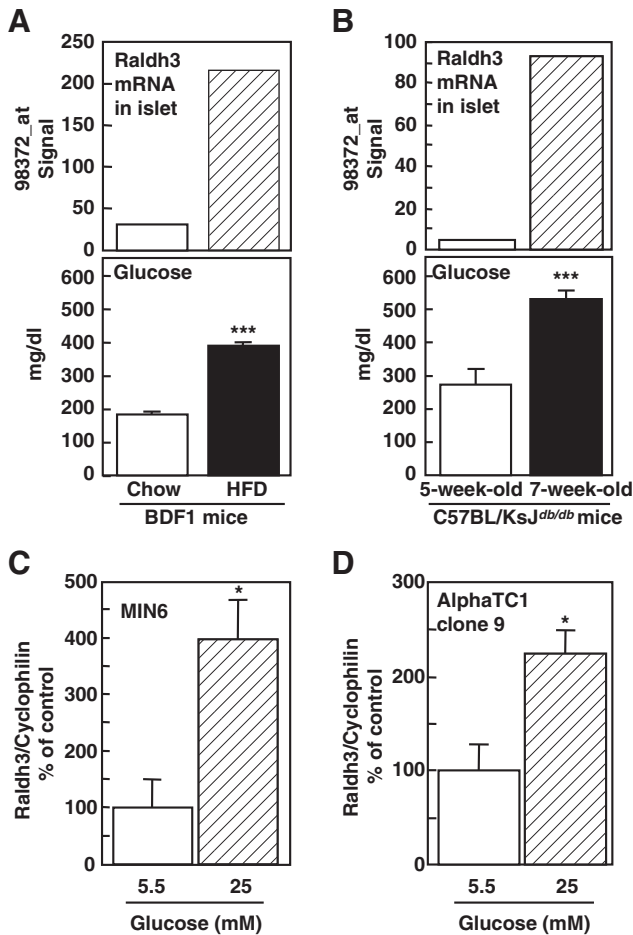 A
98372_at
Signal
250
200
150
100
50
0
Raldh3
mRNA
in islet
mg/dl
600
500
400
300
200
100
0
Glucose
***
Chow HFD
BDF1 mice
B
98372_at
Signal
100
80
60
40
20
0
Raldh3
mRNA
in islet
mg/dl
600
500
400
300
200
100
0
Glucose
***
5-week-old 7-week-old
C57BL/KsJdb/db mice
C
Raldh3/Cyclophilin
% of control
500
400
300
200
100
0
MIN6
*
5.5 25
Glucose (mM)
D
Raldh3/Cyclophilin
% of control
300
200
100
0
AlphaTC1
clone 9
*
5.5 25
Glucose (mM)